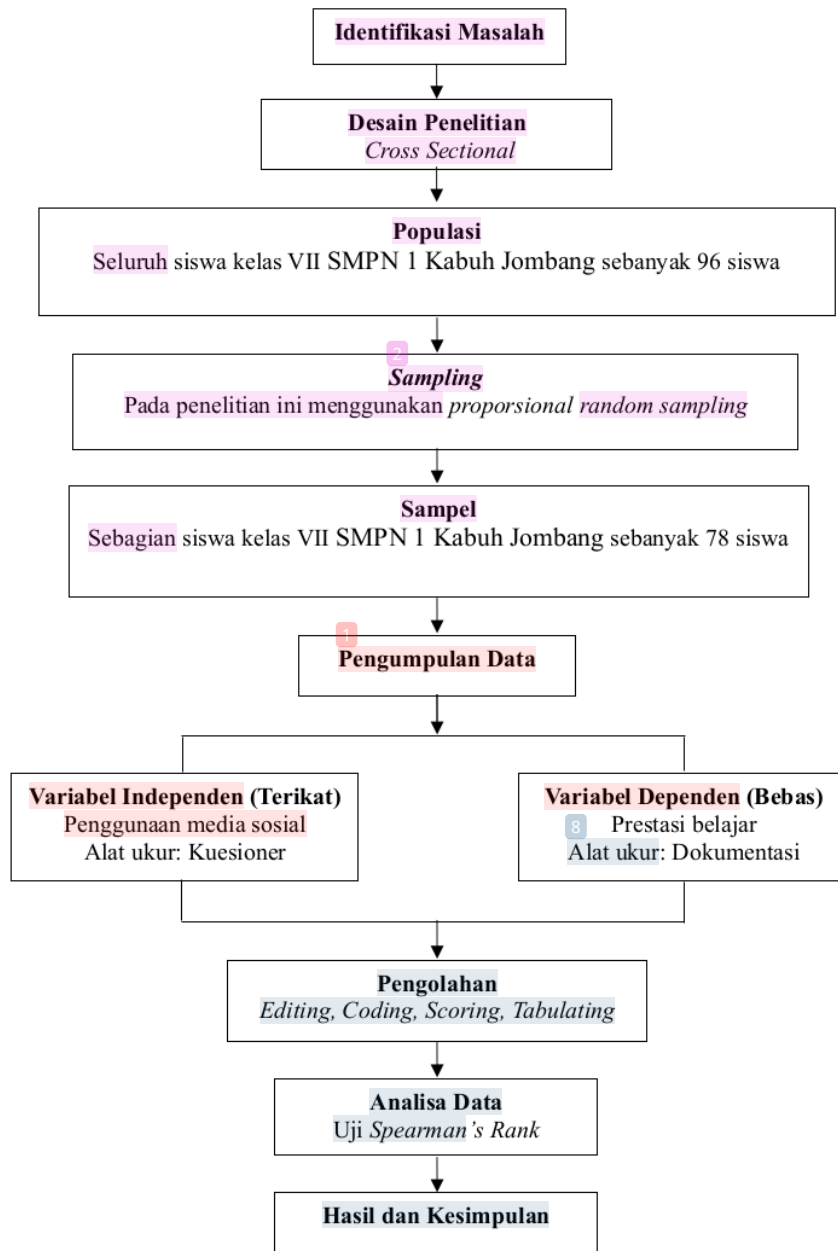 Identifikasi Masalah
Desain Penelitian
Cross Sectional
Populasi
Seluruh siswa kelas VII SMPN 1 Kabuh Jombang sebanyak 96 siswa
2
Sampling
Pada penelitian ini menggunakan proporsional random sampling
Sampel
Sebagian siswa kelas VII SMPN 1 Kabuh Jombang sebanyak 78 siswa
1
Pengumpulan Data
Variabel Independen (Terikat)
Penggunaan media sosial
Alat ukur: Kuesioner
Variabel Dependen (Bebas)
8 Prestasi belajar
Alat ukur: Dokumentasi
Pengolahan
Editing, Coding, Scoring, Tabulating
Analisa Data
Uji Spearman’s Rank
Hasil dan Kesimpulan